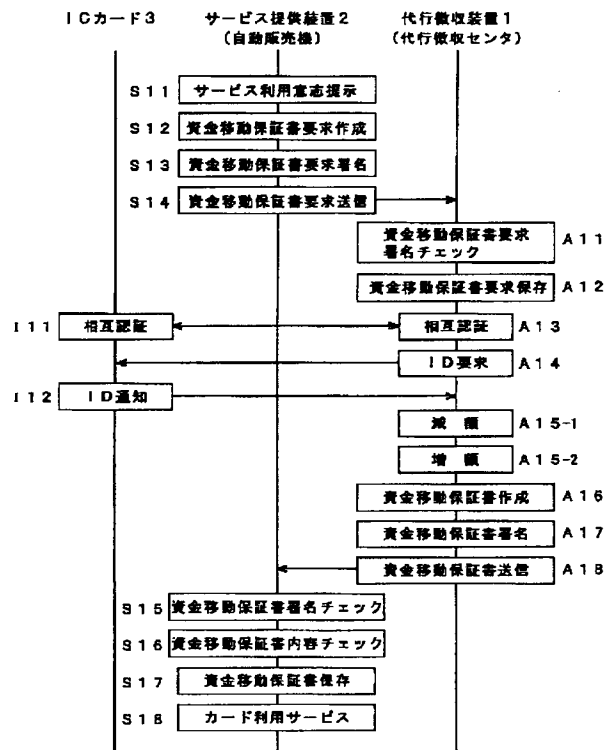 ICカード3 サービス提供装置2 代行徴収装置1
(自動販売機) (代行徴収センタ)
S11 サービス利用意志提示
S12 資金移動保証書要求作成
S13 資金移動保証書要求署名
S14 資金移動保証書要求送信
資金移動保証書要求
署名チェック A11
資金移動保証書要求保存 A12
I11 相互認証 相互認証 A13
ID要求 A14
I12 ID通知
減 額 A15-1
増 額 A15-2
資金移動保証書作成 A16
資金移動保証書署名 A17
資金移動保証書送信 A18
S15 資金移動保証書署名チェック
S16 資金移動保証書内容チェック
S17 資金移動保証書保存
S18 カード利用サービス